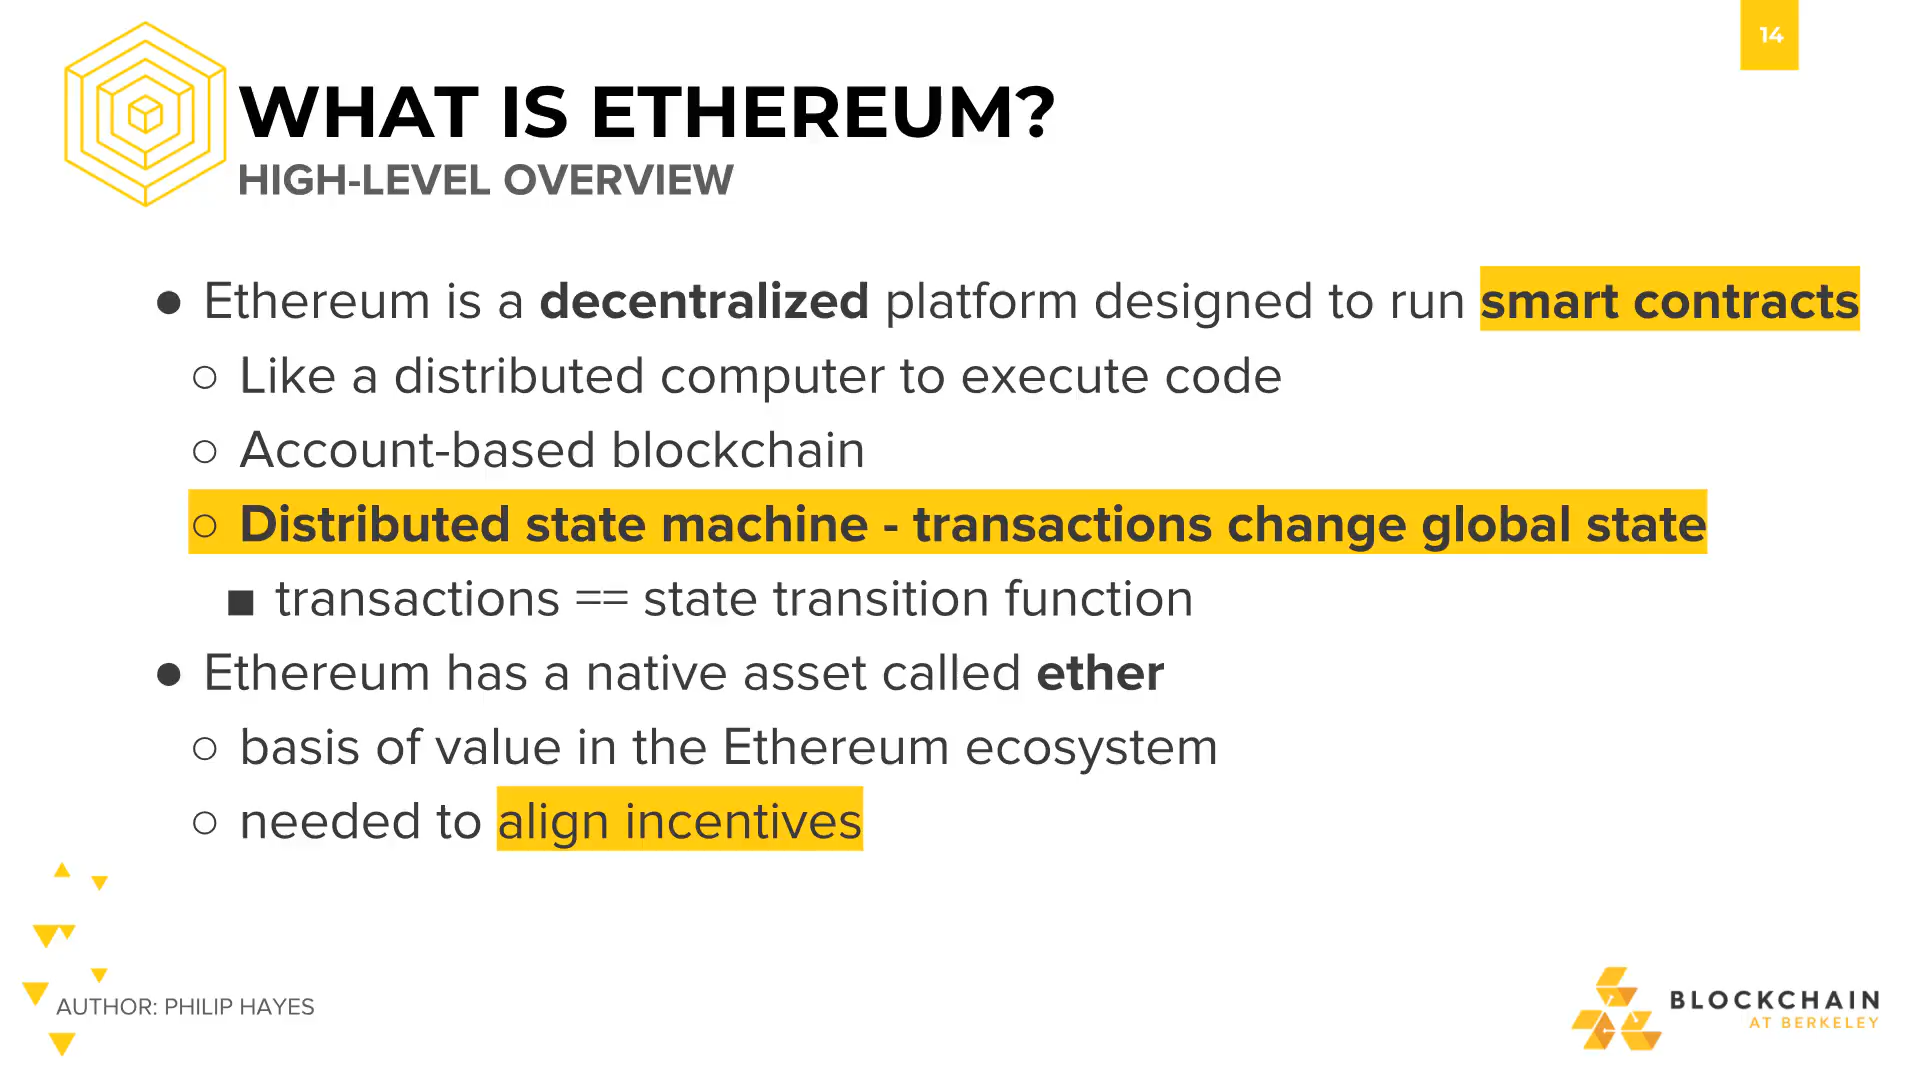 14
WHAT IS ETHEREUM?
HIGH-LEVEL OVERVIEW
● Ethereum is a decentralized platform designed to run smart contracts
○ Like a distributed computer to execute code
○ Account-based blockchain
○ Distributed state machine - transactions change global state
■ transactions == state transition function
● Ethereum has a native asset called ether
○ basis of value in the Ethereum ecosystem
○ needed to align incentives
AUTHOR: PHILIP HAYES
BLOCKCHAIN
AT BERKELEY